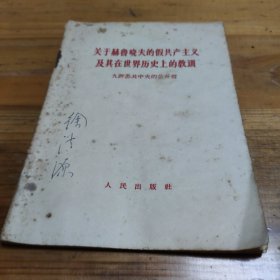 关于赫鲁晓夫的假共产主义
及其在世界历史上的教训
九评苏共中央的公开信
徐
人民出版社